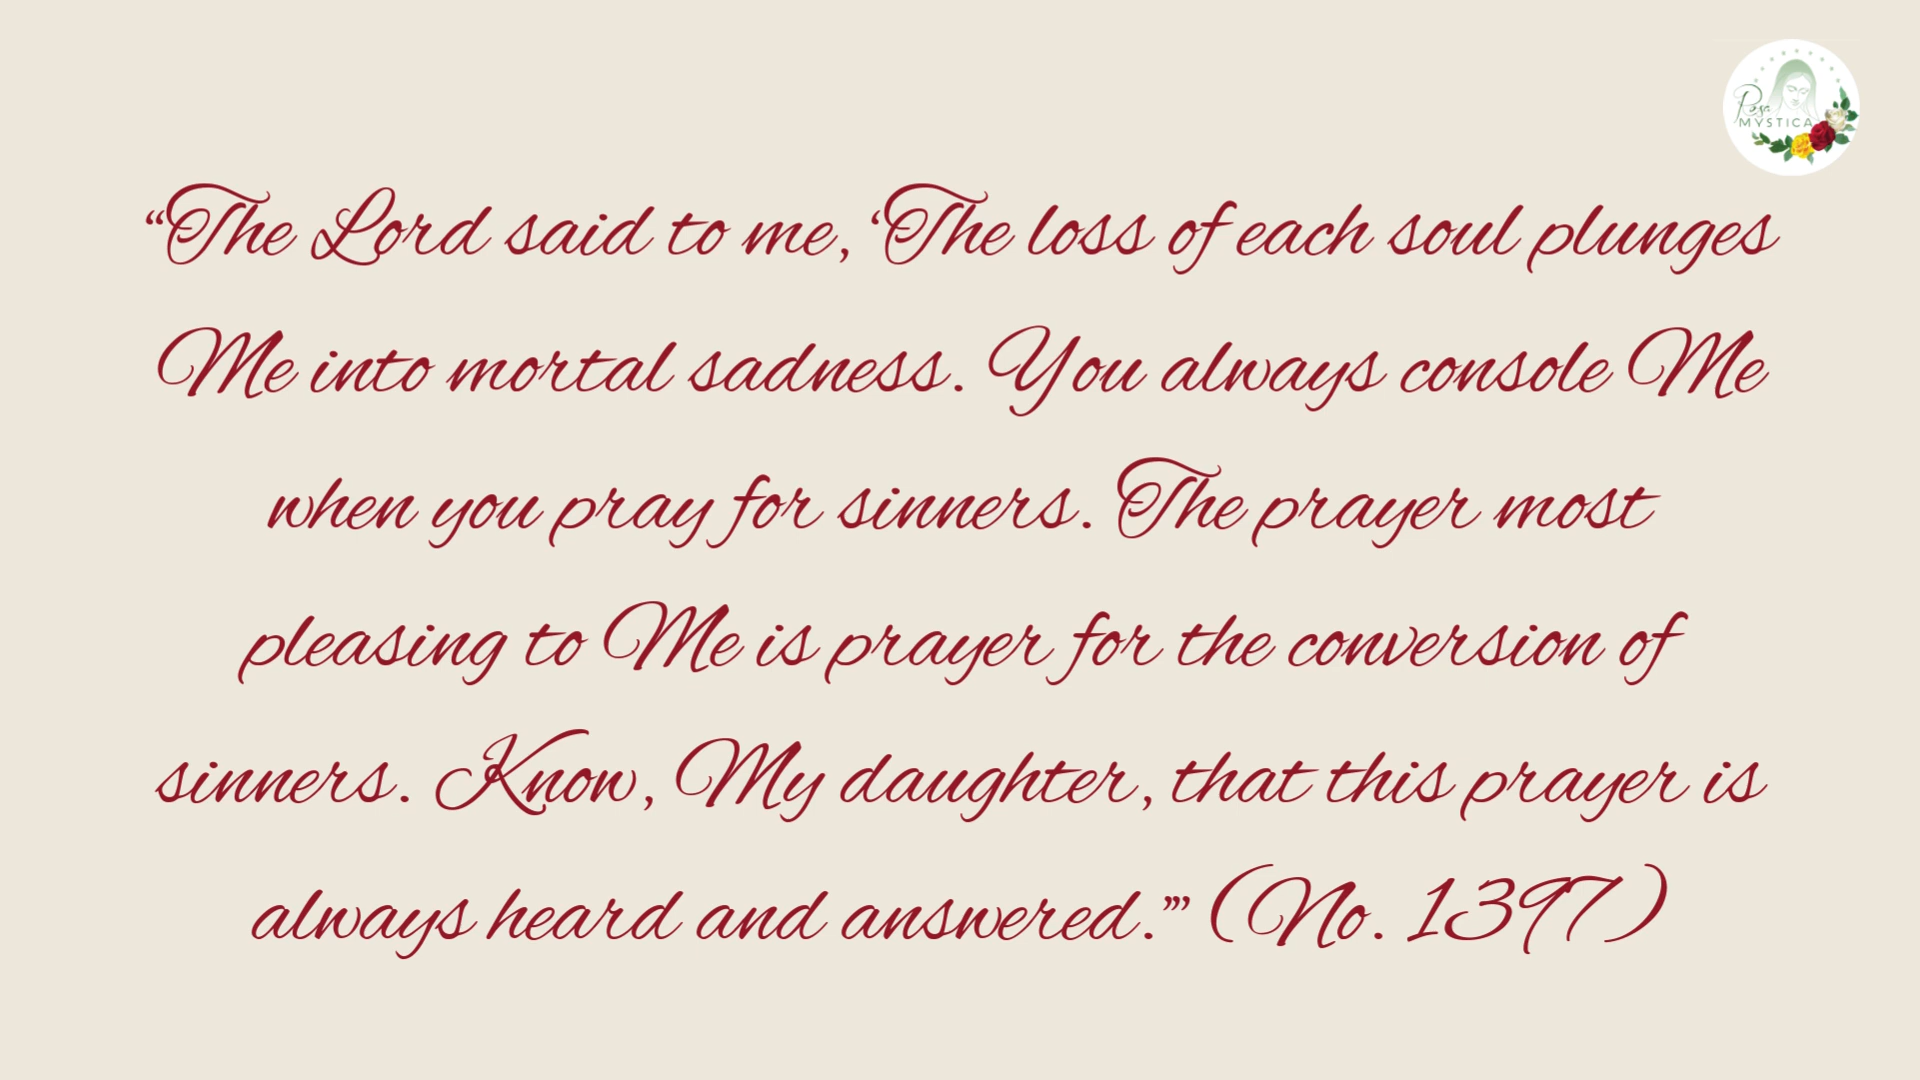 Rosa
MYSTICA
“The Lord said to me, ‘The loss of each soul plunges
Me into mortal sadness. You always console Me
when you pray for sinners. The prayer most
pleasing to Me is prayer for the conversion of
sinners. Know, My daughter, that this prayer is
always heard and answered.’” (No. 1397)